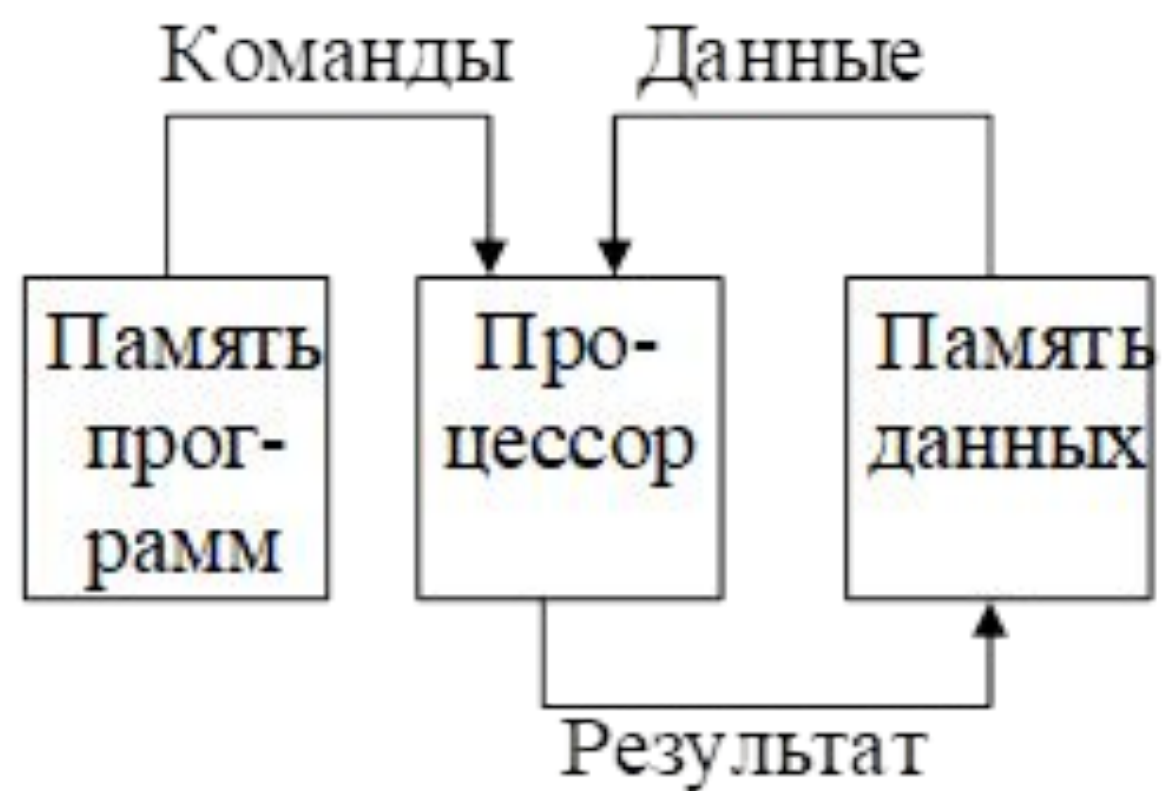 Команды
Данные
Память
прог-
рамм
Про-
цессор
Память
данных
Результат